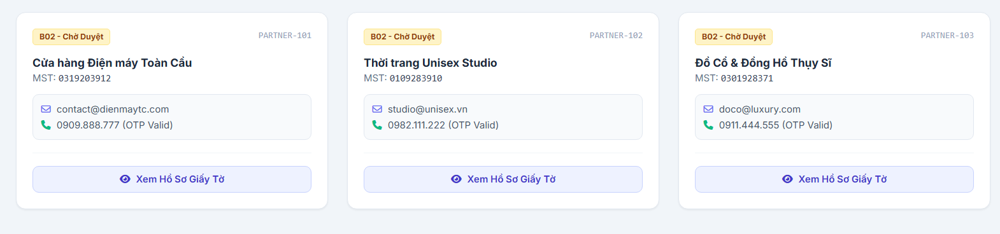 B02 - Chờ Duyệt
PARTNER-101
Cửa hàng Điện máy Toàn Cầu
MST: 0319203912
contact@dienmaytc.com
0909.888.777 (OTP Valid)
Xem Hồ Sơ Giấy Tờ
B02 - Chờ Duyệt
PARTNER-102
Thời trang Unisex Studio
MST: 0109283910
studio@unisex.vn
0982.111.222 (OTP Valid)
Xem Hồ Sơ Giấy Tờ
B02 - Chờ Duyệt
PARTNER-103
Đồ Cổ & Đồng Hồ Thụy Sĩ
MST: 0301928371
doco@luxury.com
0911.444.555 (OTP Valid)
Xem Hồ Sơ Giấy Tờ